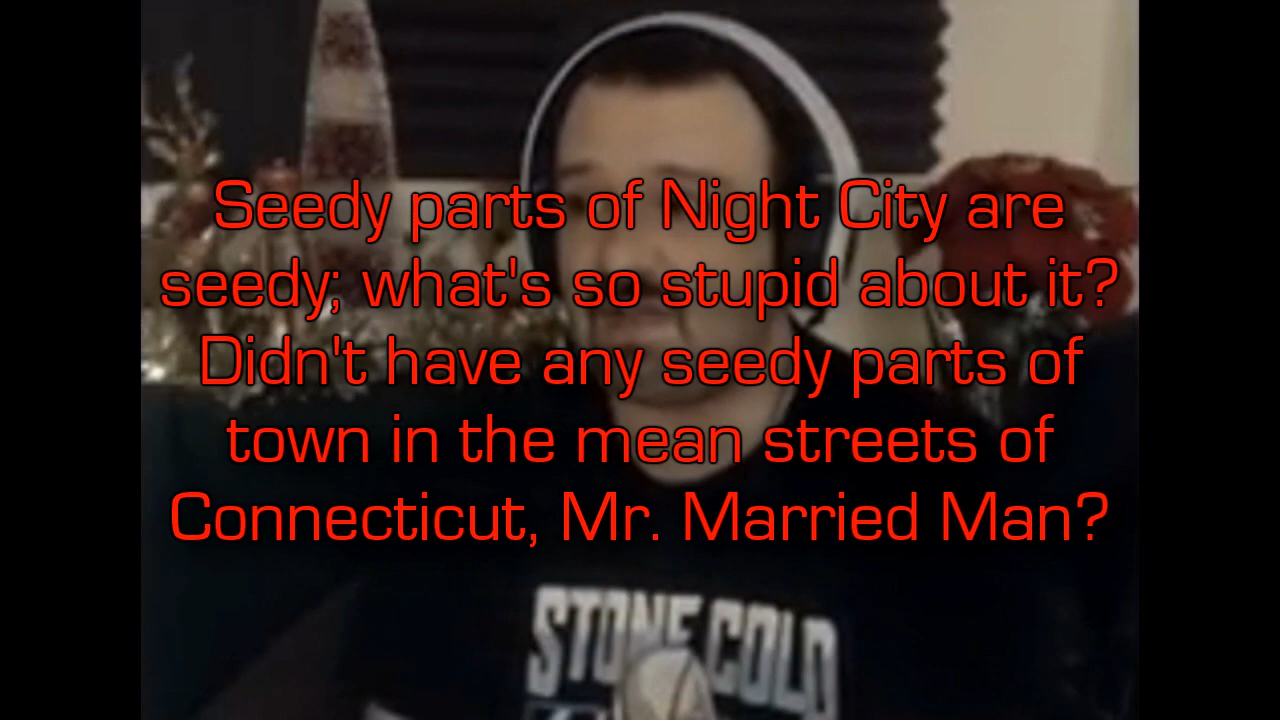 Seedy parts of Night City are
seedy; what's so stupid about it?
Didn't have any seedy parts of
town in the mean streets of
Connecticut, Mr. Married Man?
STONE COLD